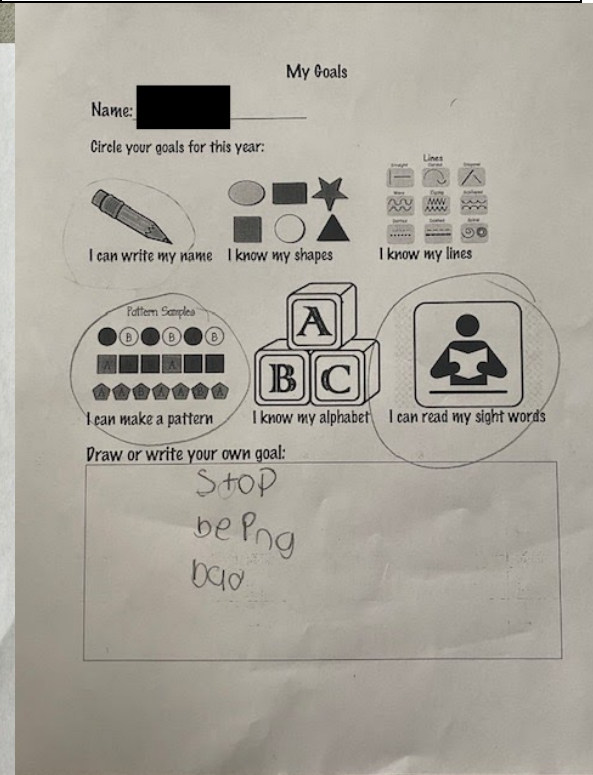 My Goals
Name:
Circle your goals for this year:
Lines
I can write my name I know my shapes I know my lines
Pattern Samples
B B B
A
B C
A A B A A B A
I can make a pattern I know my alphabet I can read my sight words
Draw or write your own goal:
Stop
bePng
bad